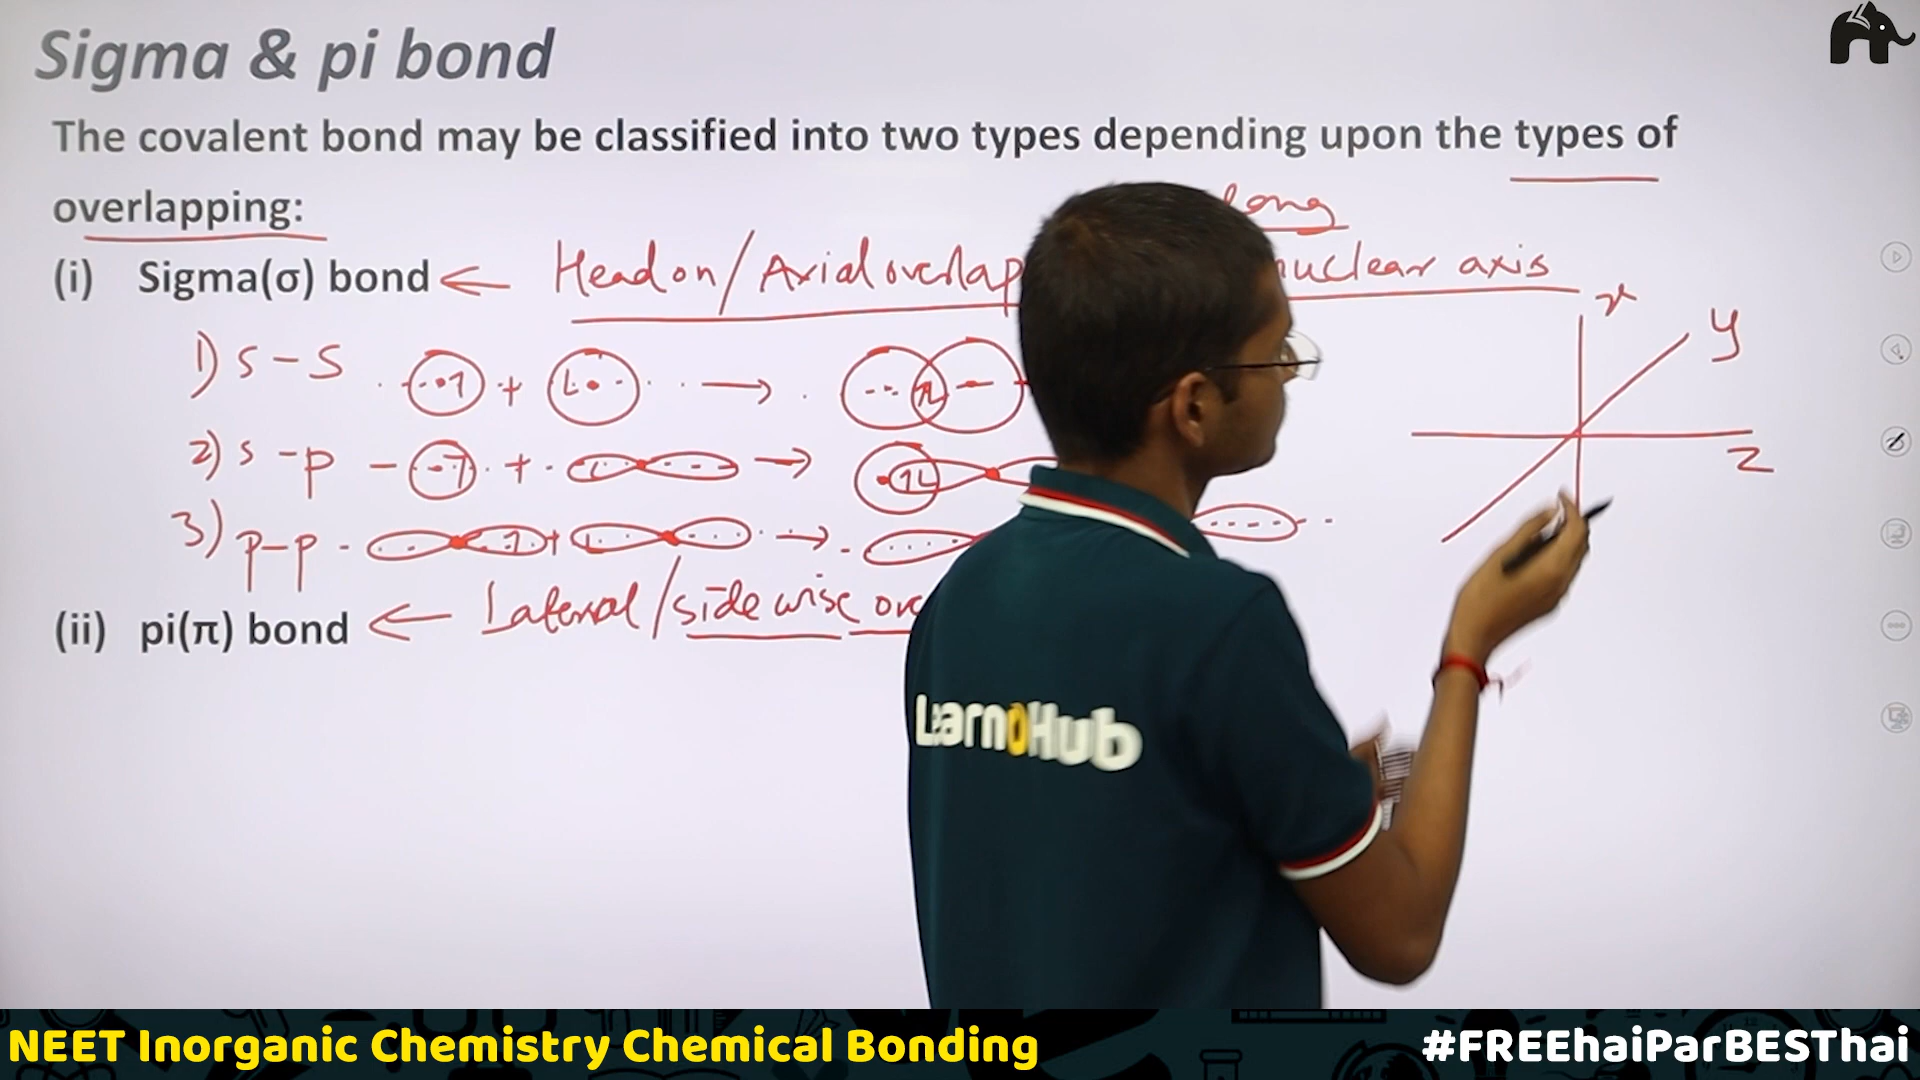 Sigma & pi bond
The covalent bond may be classified into two types depending upon the types of
overlapping:
long
(i) Sigma(σ) bond ← Head on / Axial overlap nuclear axis
x
y
1) s - s + →
2) s - p + →
z
3) p - p + →
(ii) pi(π) bond ← Lateral / side wise ove
LearnoHub
NEET Inorganic Chemistry Chemical Bonding
#FREEhaiParBESThai